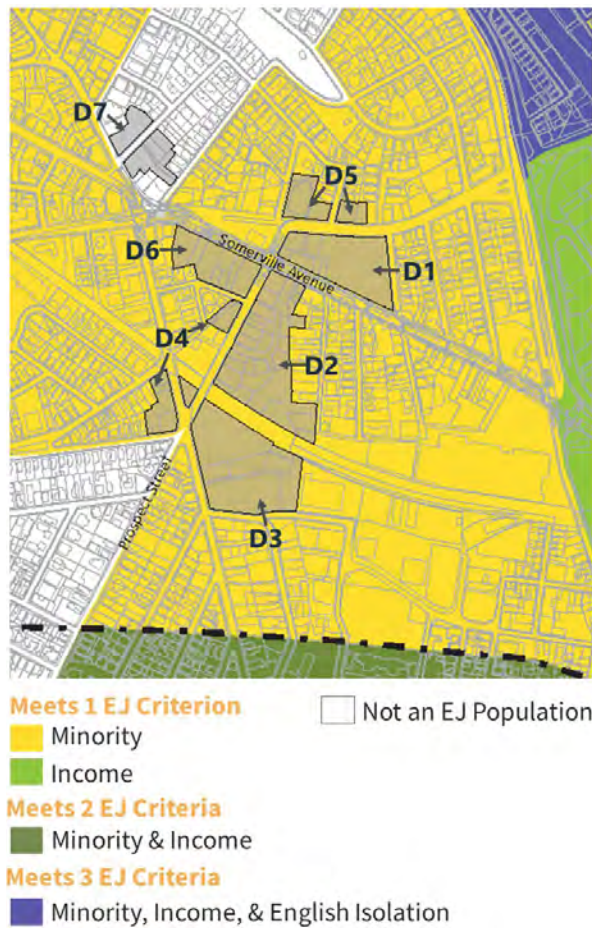 D7
D5
D6
Somerville Avenue
D1
D4
D2
Prospect Street
D3
Meets 1 EJ Criterion
Not an EJ Population
Minority
Income
Meets 2 EJ Criteria
Minority & Income
Meets 3 EJ Criteria
Minority, Income, & English Isolation